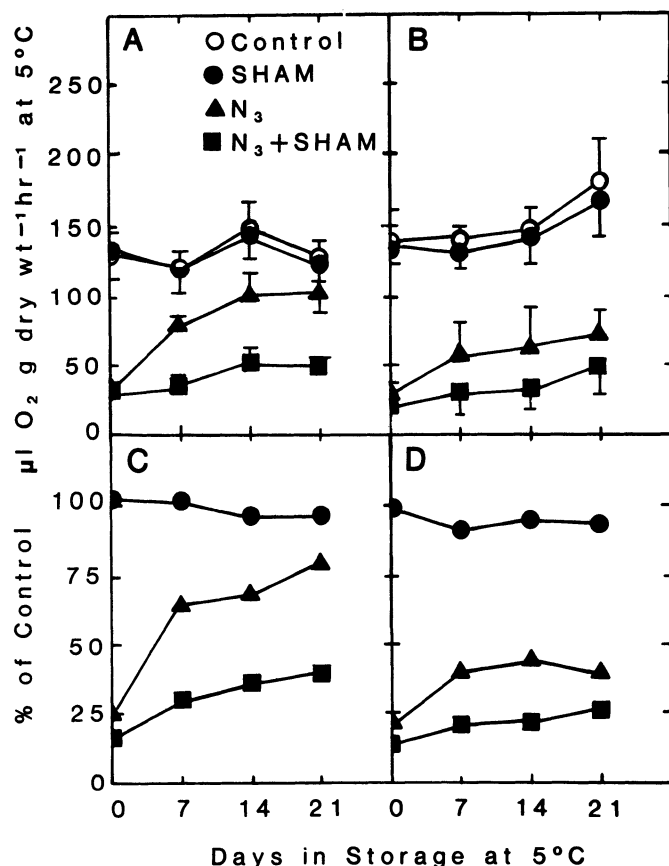 A
B
Control
SHAM
N₃
N₃+SHAM
µl O₂ g dry wt⁻¹hr⁻¹ at 5°C
250
200
150
100
50
0
C
D
% of Control
100
75
50
25
0
0 7 14 21 0 7 14 21
Days in Storage at 5°C